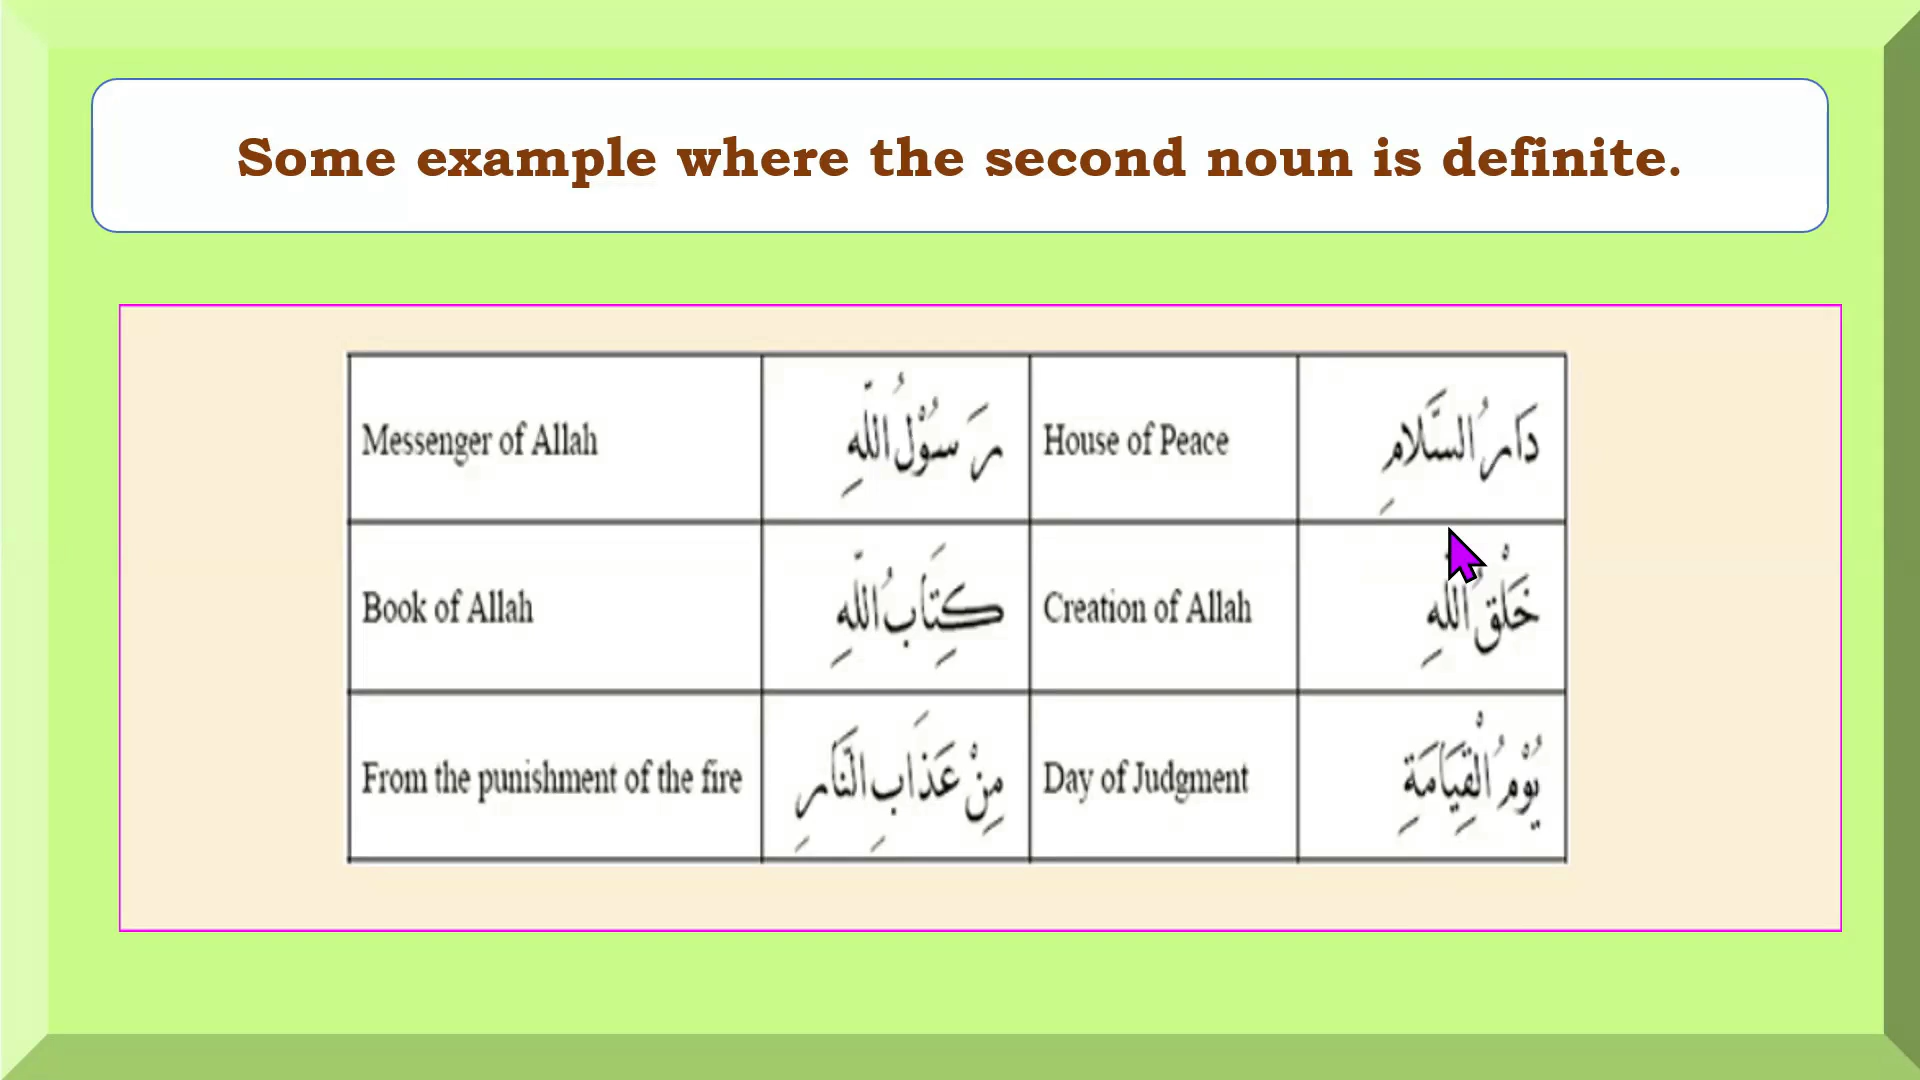 Some example where the second noun is definite.
Messenger of Allah رَسُوْلُ اللّٰهِ House of Peace دَارُ السَّلَامِ
Book of Allah كِتَابُ اللّٰهِ Creation of Allah خَلْقُ اللّٰهِ
From the punishment of the fire مِنْ عَذَابِ النَّارِ Day of Judgment يَوْمُ الْقِيَامَةِ